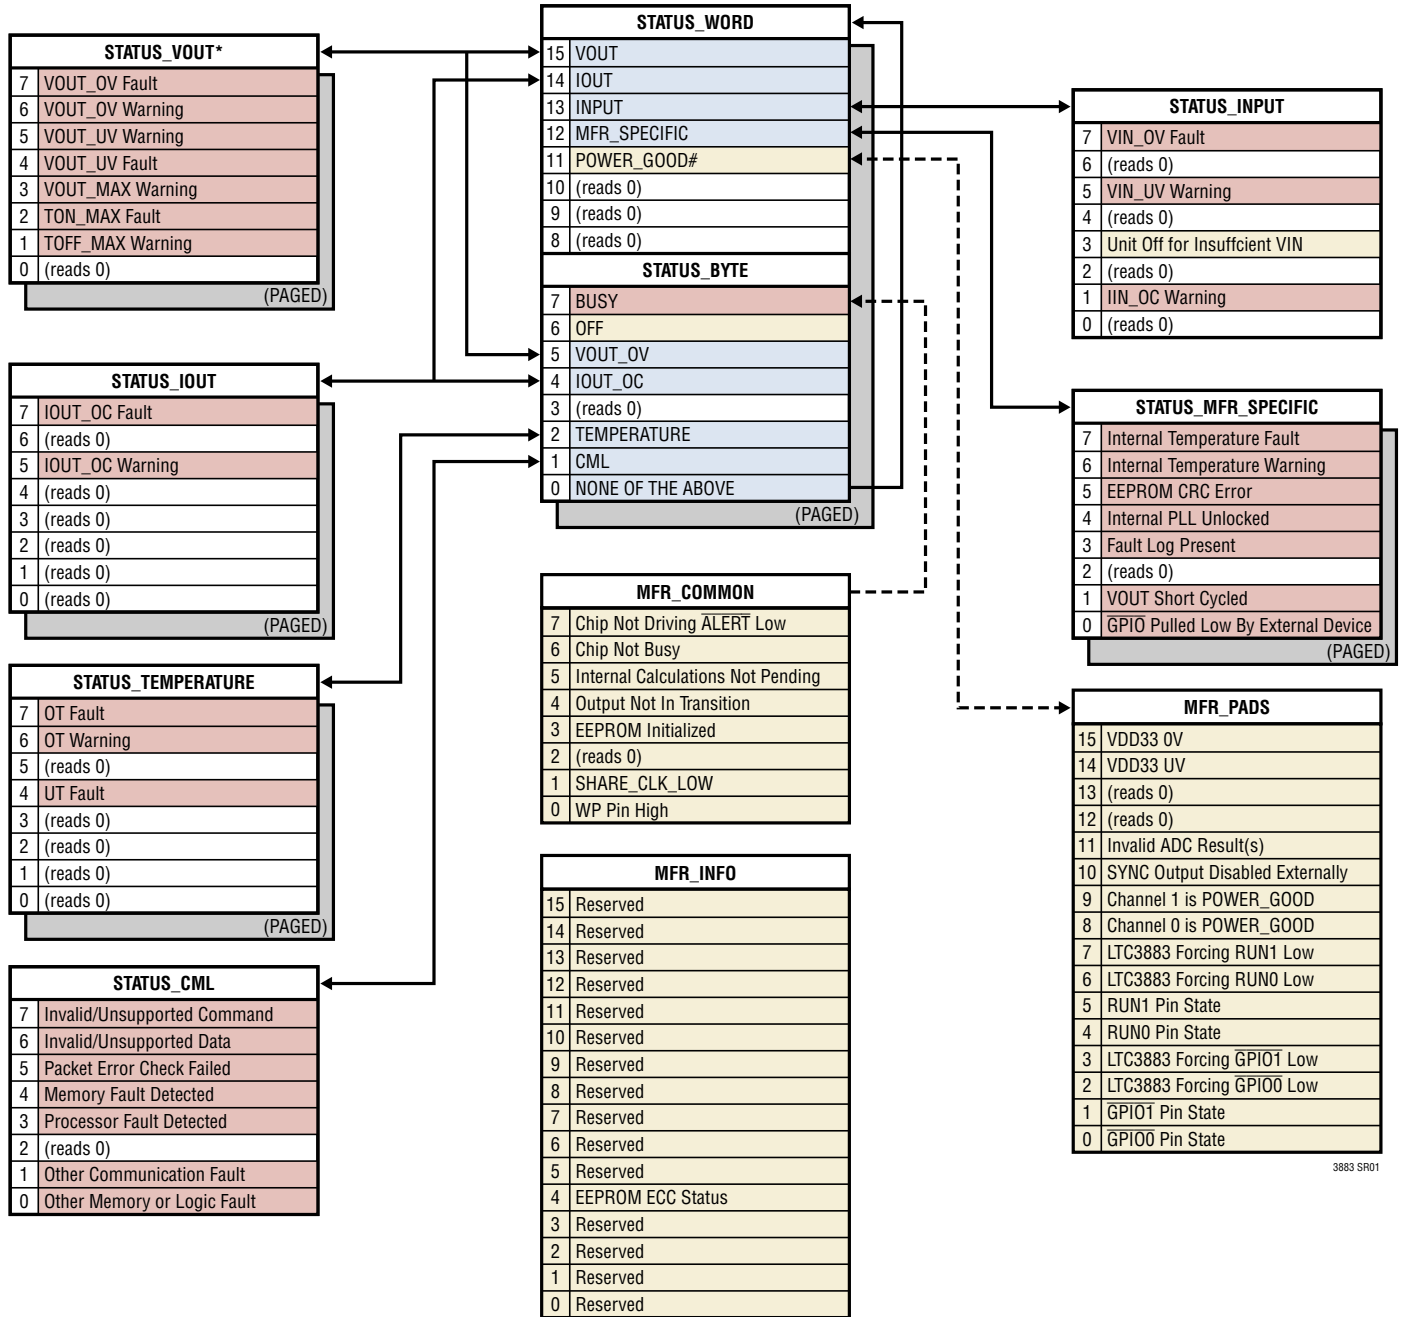 STATUS_VOUT*
7 VOUT_OV Fault
6 VOUT_OV Warning
5 VOUT_UV Warning
4 VOUT_UV Fault
3 VOUT_MAX Warning
2 TON_MAX Fault
1 TOFF_MAX Warning
0 (reads 0)
(PAGED)
STATUS_IOUT
7 IOUT_OC Fault
6 (reads 0)
5 IOUT_OC Warning
4 (reads 0)
3 (reads 0)
2 (reads 0)
1 (reads 0)
0 (reads 0)
(PAGED)
STATUS_TEMPERATURE
7 OT Fault
6 OT Warning
5 (reads 0)
4 UT Fault
3 (reads 0)
2 (reads 0)
1 (reads 0)
0 (reads 0)
(PAGED)
STATUS_CML
7 Invalid/Unsupported Command
6 Invalid/Unsupported Data
5 Packet Error Check Failed
4 Memory Fault Detected
3 Processor Fault Detected
2 (reads 0)
1 Other Communication Fault
0 Other Memory or Logic Fault
STATUS_WORD
15 VOUT
14 IOUT
13 INPUT
12 MFR_SPECIFIC
11 POWER_GOOD#
10 (reads 0)
9 (reads 0)
8 (reads 0)
STATUS_BYTE
7 BUSY
6 OFF
5 VOUT_OV
4 IOUT_OC
3 (reads 0)
2 TEMPERATURE
1 CML
0 NONE OF THE ABOVE
(PAGED)
MFR_COMMON
7 Chip Not Driving ALERT Low
6 Chip Not Busy
5 Internal Calculations Not Pending
4 Output Not In Transition
3 EEPROM Initialized
2 (reads 0)
1 SHARE_CLK_LOW
0 WP Pin High
MFR_INFO
15 Reserved
14 Reserved
13 Reserved
12 Reserved
11 Reserved
10 Reserved
9 Reserved
8 Reserved
7 Reserved
6 Reserved
5 Reserved
4 EEPROM ECC Status
3 Reserved
2 Reserved
1 Reserved
0 Reserved
STATUS_INPUT
7 VIN_OV Fault
6 (reads 0)
5 VIN_UV Warning
4 (reads 0)
3 Unit Off for Insuffcient VIN
2 (reads 0)
1 IIN_OC Warning
0 (reads 0)
STATUS_MFR_SPECIFIC
7 Internal Temperature Fault
6 Internal Temperature Warning
5 EEPROM CRC Error
4 Internal PLL Unlocked
3 Fault Log Present
2 (reads 0)
1 VOUT Short Cycled
0 GPIO Pulled Low By External Device
(PAGED)
MFR_PADS
15 VDD33 0V
14 VDD33 UV
13 (reads 0)
12 (reads 0)
11 Invalid ADC Result(s)
10 SYNC Output Disabled Externally
9 Channel 1 is POWER_GOOD
8 Channel 0 is POWER_GOOD
7 LTC3883 Forcing RUN1 Low
6 LTC3883 Forcing RUN0 Low
5 RUN1 Pin State
4 RUN0 Pin State
3 LTC3883 Forcing GPIO1 Low
2 LTC3883 Forcing GPIO0 Low
1 GPIO1 Pin State
0 GPIO0 Pin State
3883 SR01